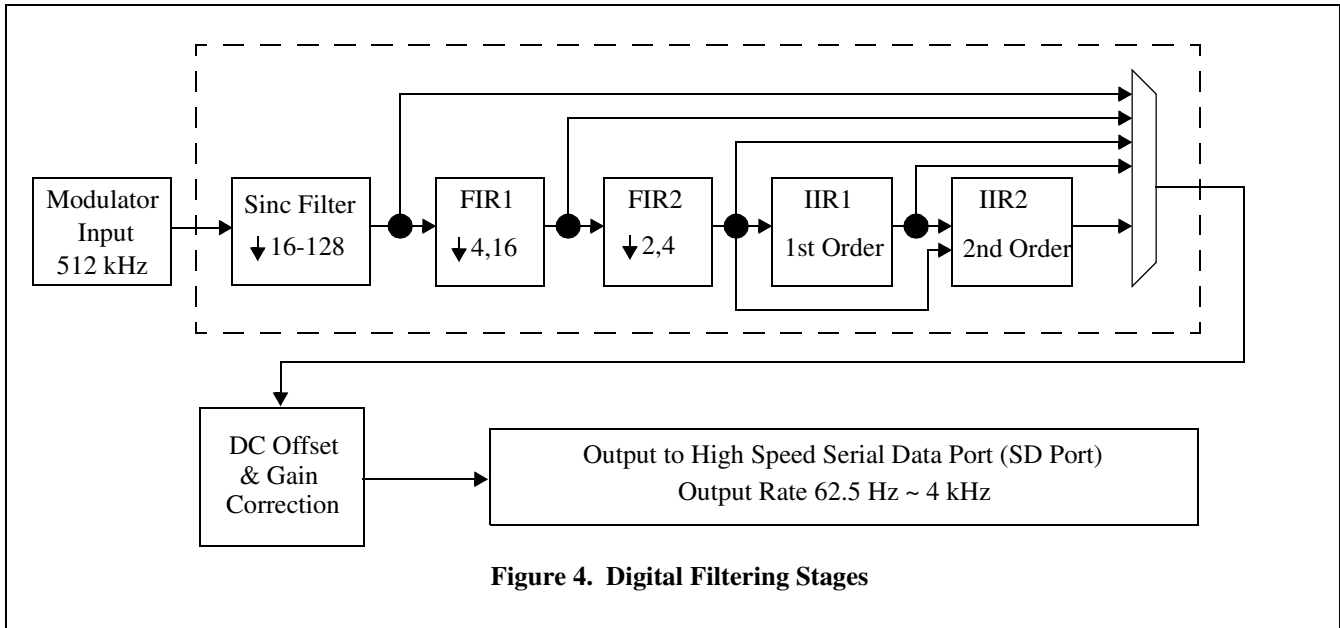 Modulator
Input
512 kHz
Sinc Filter
↓ 16-128
FIR1
↓ 4,16
FIR2
↓ 2,4
IIR1
1st Order
IIR2
2nd Order
DC Offset
& Gain
Correction
Output to High Speed Serial Data Port (SD Port)
Output Rate 62.5 Hz ~ 4 kHz
Figure 4. Digital Filtering Stages